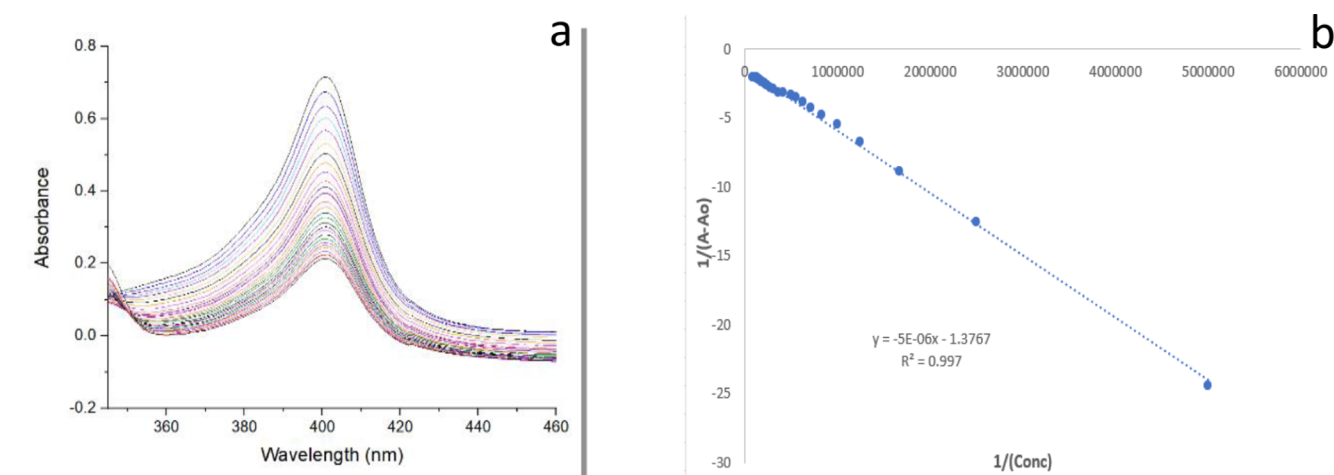 a
0.8
0.6
0.4
0.2
0.0
-0.2
Absorbance
360 380 400 420 440 460
Wavelength (nm)
b
0
-5
-10
-15
-20
-25
-30
1/(A-Ao)
0 1000000 2000000 3000000 4000000 5000000 6000000
y = -5E-06x - 1.3767
R² = 0.997
1/(Conc)